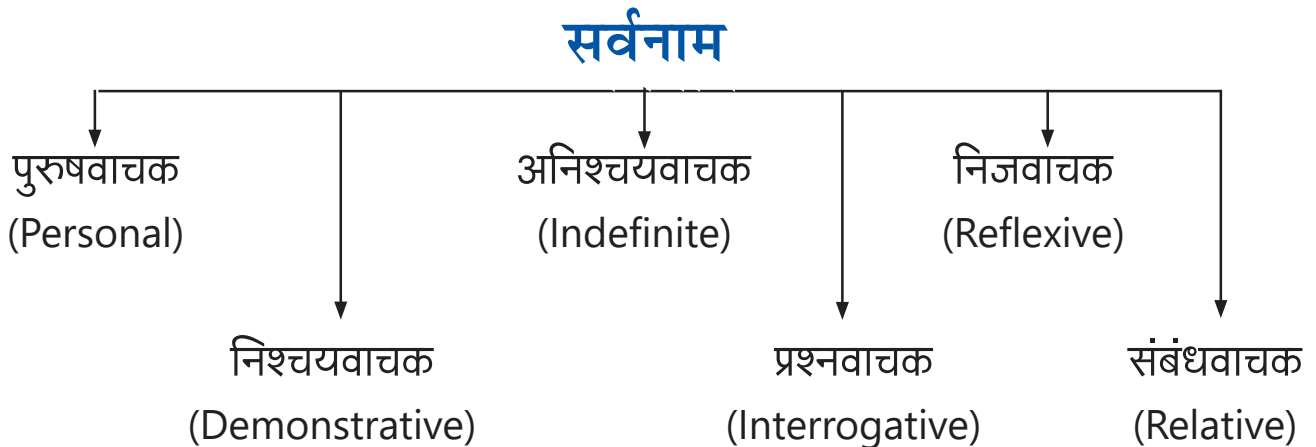 सर्वनाम
पुरुषवाचक
(Personal)
निश्चयवाचक
(Demonstrative)
अनिश्चयवाचक
(Indefinite)
प्रश्नवाचक
(Interrogative)
निजवाचक
(Reflexive)
संबंधवाचक
(Relative)